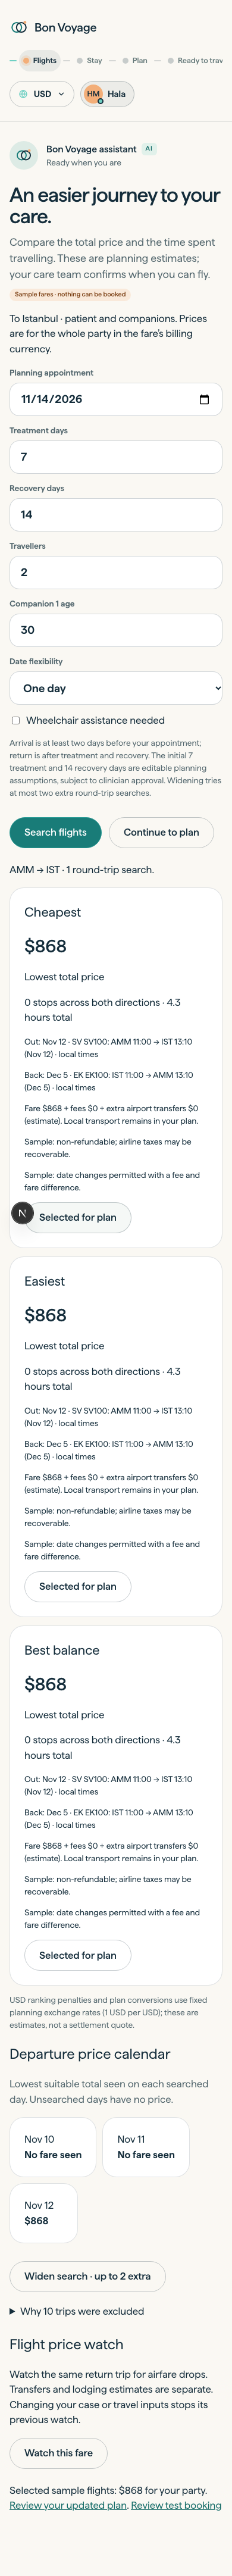 Bon Voyage
Flights
Stay
Plan
Ready to trav
USD
HM
Hala
Bon Voyage assistant AI
Ready when you are
An easier journey to your
care.
Compare the total price and the time spent
travelling. These are planning estimates;
your care team confirms when you can fly.
Sample fares · nothing can be booked
To Istanbul · patient and companions. Prices
are for the whole party in the fare's billing
currency.
Planning appointment
11/14/2026
Treatment days
7
Recovery days
14
Travellers
2
Companion 1 age
30
Date flexibility
One day
Wheelchair assistance needed
Arrival is at least two days before your appointment;
return is after treatment and recovery. The initial 7
treatment and 14 recovery days are editable planning
assumptions, subject to clinician approval. Widening tries
at most two extra round-trip searches.
Search flights
Continue to plan
AMM → IST · 1 round-trip search.
Cheapest
$868
Lowest total price
0 stops across both directions · 4.3
hours total
Out: Nov 12 · SV SV100: AMM 11:00 → IST 13:10
(Nov 12) · local times
Back: Dec 5 · EK EK100: IST 11:00 → AMM 13:10
(Dec 5) · local times
Fare $868 + fees $0 + extra airport transfers $0
(estimate). Local transport remains in your plan.
Sample: non-refundable; airline taxes may be
recoverable.
Sample: date changes permitted with a fee and
fare difference.
N
Selected for plan
Easiest
$868
Lowest total price
0 stops across both directions · 4.3
hours total
Out: Nov 12 · SV SV100: AMM 11:00 → IST 13:10
(Nov 12) · local times
Back: Dec 5 · EK EK100: IST 11:00 → AMM 13:10
(Dec 5) · local times
Fare $868 + fees $0 + extra airport transfers $0
(estimate). Local transport remains in your plan.
Sample: non-refundable; airline taxes may be
recoverable.
Sample: date changes permitted with a fee and
fare difference.
Selected for plan
Best balance
$868
Lowest total price
0 stops across both directions · 4.3
hours total
Out: Nov 12 · SV SV100: AMM 11:00 → IST 13:10
(Nov 12) · local times
Back: Dec 5 · EK EK100: IST 11:00 → AMM 13:10
(Dec 5) · local times
Fare $868 + fees $0 + extra airport transfers $0
(estimate). Local transport remains in your plan.
Sample: non-refundable; airline taxes may be
recoverable.
Sample: date changes permitted with a fee and
fare difference.
Selected for plan
USD ranking penalties and plan conversions use fixed
planning exchange rates (1 USD per USD); these are
estimates, not a settlement quote.
Departure price calendar
Lowest suitable total seen on each searched
day. Unsearched days have no price.
Nov 10
No fare seen
Nov 11
No fare seen
Nov 12
$868
Widen search · up to 2 extra
Why 10 trips were excluded
Flight price watch
Watch the same return trip for airfare drops.
Transfers and lodging estimates are separate.
Changing your case or travel inputs stops its
previous watch.
Watch this fare
Selected sample flights: $868 for your party.
Review your updated plan. Review test booking